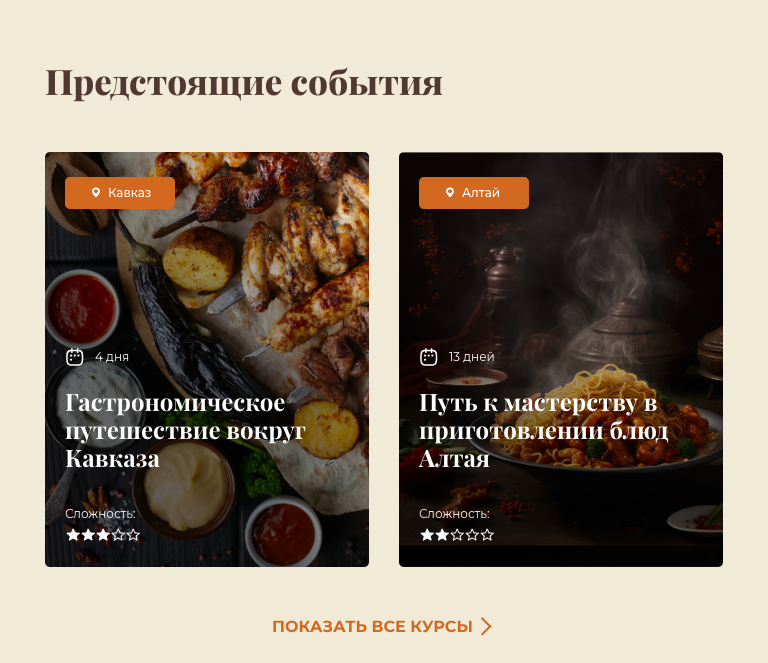 Предстоящие события
Кавказ
4 дня
Гастрономическое
путешествие вокруг
Кавказа
Сложность:
Алтай
13 дней
Путь к мастерству в
приготовлении блюд
Алтая
Сложность:
ПОКАЗАТЬ ВСЕ КУРСЫ